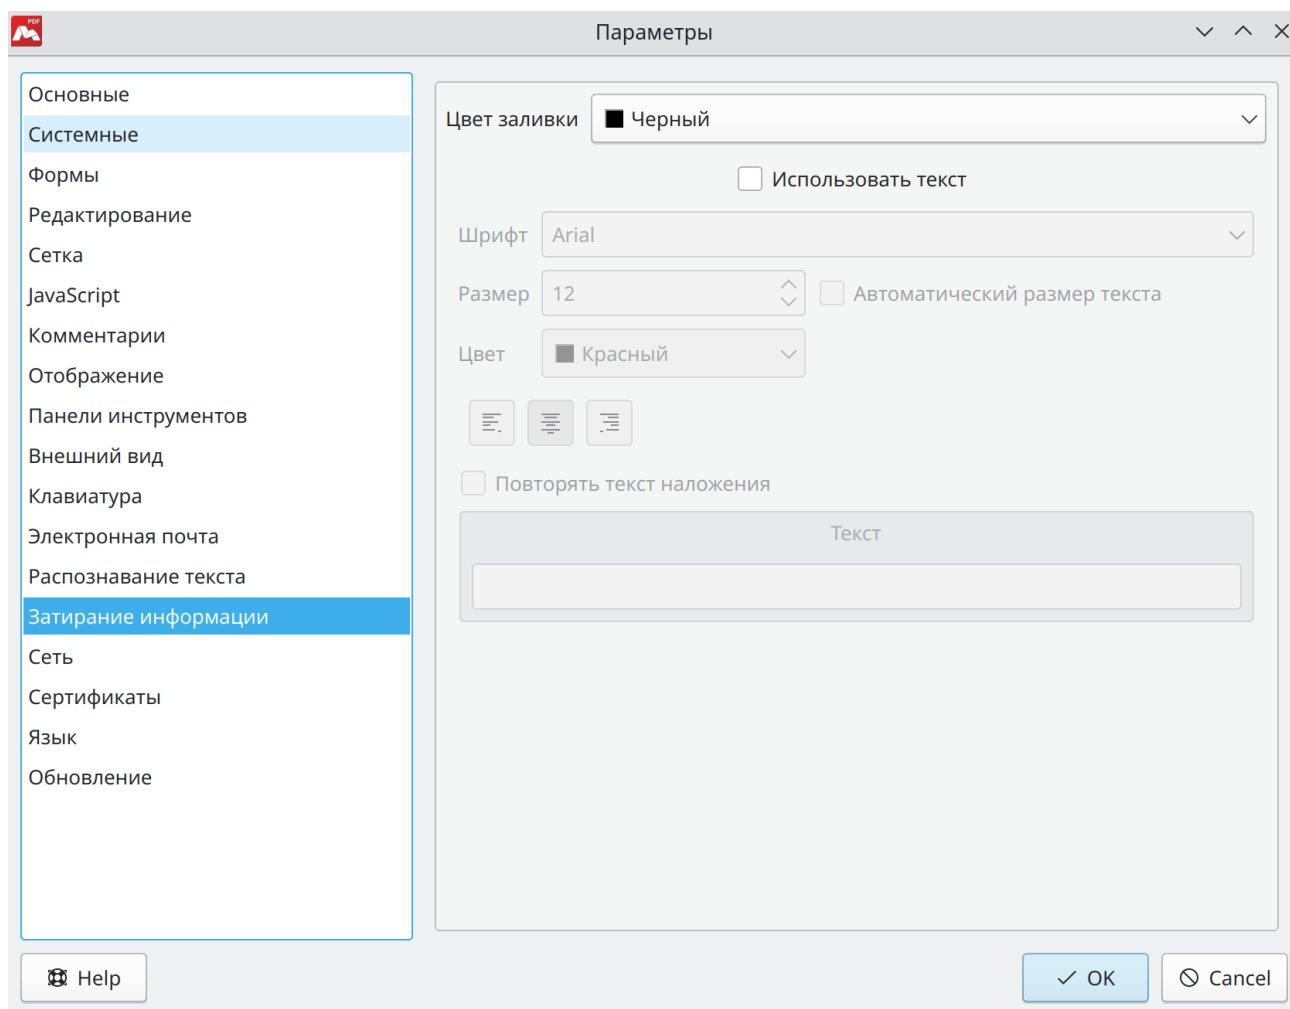 PDF
Параметры
Основные
Системные
Формы
Редактирование
Сетка
JavaScript
Комментарии
Отображение
Панели инструментов
Внешний вид
Клавиатура
Электронная почта
Распознавание текста
Затирание информации
Сеть
Сертификаты
Язык
Обновление
Цвет заливки Черный
Использовать текст
Шрифт Arial
Размер 12 Автоматический размер текста
Цвет Красный
Повторять текст наложения
Текст
Help OK Cancel